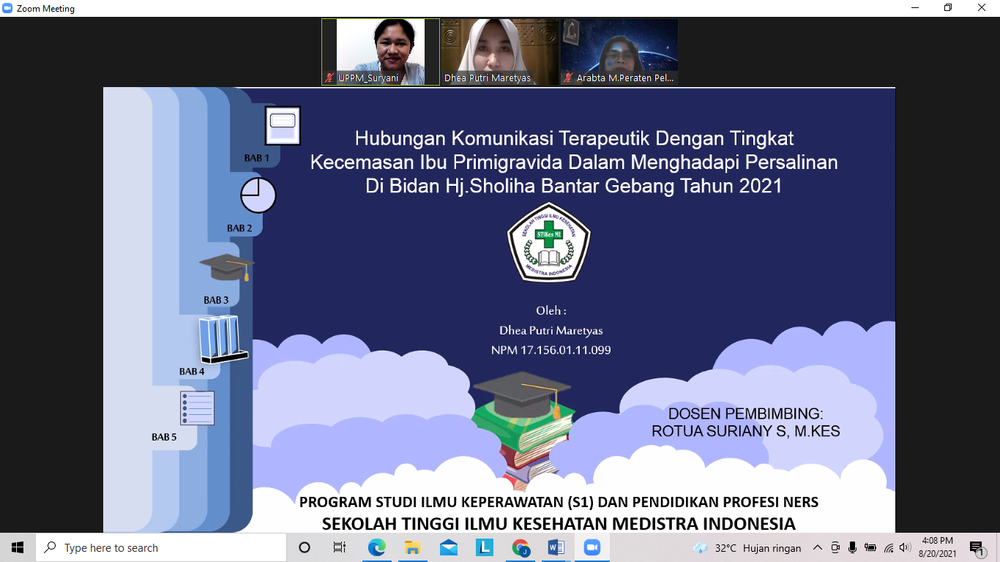 Zoom Meeting
UPPM_Suryani
Dhea Putri Maretyas
Arabta M.Peraten Pel...
BAB 1
BAB 2
BAB 3
BAB 4
BAB 5
Hubungan Komunikasi Terapeutik Dengan Tingkat
Kecemasan Ibu Primigravida Dalam Menghadapi Persalinan
Di Bidan Hj.Sholiha Bantar Gebang Tahun 2021
SEKOLAH TINGGI ILMU KESEHATAN
STIKes MI
MEDISTRA INDONESIA
Oleh :
Dhea Putri Maretyas
NPM 17.156.01.11.099
DOSEN PEMBIMBING:
ROTUA SURIANY S, M.KES
PROGRAM STUDI ILMU KEPERAWATAN (S1) DAN PENDIDIKAN PROFESI NERS
SEKOLAH TINGGI ILMU KESEHATAN MEDISTRA INDONESIA
Type here to search
L
J
W
32°C Hujan ringan
4:08 PM
8/20/2021
1